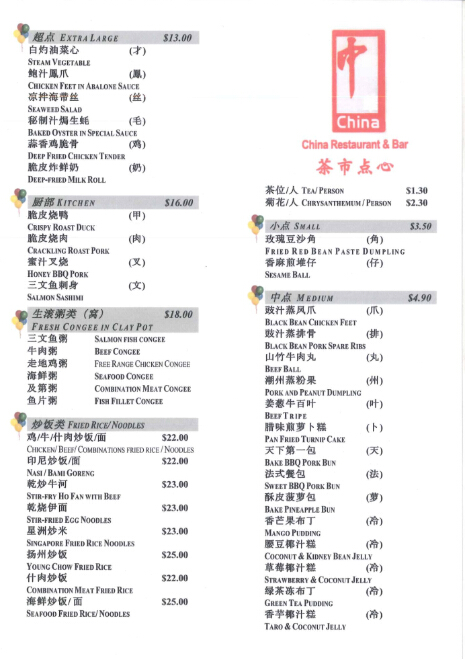 超点 EXTRA LARGE $13.00
白灼油菜心 (才)
STEAM VEGETABLE
鲍汁鳳爪 (鳳)
CHICKEN FEET IN ABALONE SAUCE
凉拌海带丝 (丝)
SEAWEED SALAD
秘制汁焗生蚝 (毛)
BAKED OYSTER IN SPECIAL SAUCE
蒜香鸡脆骨 (鸡)
DEEP FRIED CHICKEN TENDER
脆皮炸鲜奶 (奶)
DEEP-FRIED MILK ROLL
厨部 KITCHEN $16.00
脆皮烧鸭 (甲)
CRISPY ROAST DUCK
脆皮烧肉 (肉)
CRACKLING ROAST PORK
蜜汁叉烧 (叉)
HONEY BBQ PORK
三文鱼刺身 (文)
SALMON SASHIMI
生滚粥类（窝） $18.00
FRESH CONGEE IN CLAY POT
三文鱼粥 SALMON FISH CONGEE
牛肉粥 BEEF CONGEE
走地鸡粥 FREE RANGE CHICKEN CONGEE
海鲜粥 SEAFOOD CONGEE
及第粥 COMBINATION MEAT CONGEE
鱼片粥 FISH FILLET CONGEE
炒饭类 FRIED RICE/NOODLES
鸡/牛/什肉炒饭/面 $22.00
CHICKEN/ BEEF/ COMBINATIONS FRIED RICE / NOODLES
印尼炒饭/面 $22.00
NASI / BAMI GORENG
乾炒牛河 $23.00
STIR-FRY HO FAN WITH BEEF
乾烧伊面 $23.00
STIR-FRIED EGG NOODLES
星洲炒米 $23.00
SINGAPORE FRIED RICE NOODLES
扬州炒饭 $25.00
YOUNG CHOW FRIED RICE
什肉炒饭 $22.00
COMBINATION MEAT FRIED RICE
海鲜炒饭/ 面 $25.00
SEAFOOD FRIED RICE/ NOODLES
中
China
China Restaurant & Bar
茶市点心
茶位/人 TEA/ PERSON $1.30
菊花/人 CHRYSANTHEMUM / PERSON $2.30
小点 SMALL $3.50
玫瑰豆沙角 (角)
FRIED RED BEAN PASTE DUMPLING
香麻煎堆仔 (仔)
SESAME BALL
中点 MEDIUM $4.90
豉汁蒸凤爪 (爪)
BLACK BEAN CHICKEN FEET
豉汁蒸排骨 (排)
BLACK BEAN PORK SPARE RIBS
山竹牛肉丸 (丸)
BEEF BALL
潮州蒸粉果 (州)
PORK AND PEANUT DUMPLING
姜葱牛百叶 (叶)
BEEF TRIPE
腊味煎萝卜糕 (卜)
PAN FRIED TURNIP CAKE
天下第一包 (天)
BAKE BBQ PORK BUN
法式餐包 (法)
SWEET BBQ PORK BUN
酥皮菠萝包 (萝)
BAKE PINEAPPLE BUN
香芒果布丁 (冷)
MANGO PUDDING
腰豆椰汁糕 (冷)
COCONUT & KIDNEY BEAN JELLY
草莓椰汁糕 (冷)
STRAWBERRY & COCONUT JELLY
绿茶冻布丁 (冷)
GREEN TEA PUDDING
香芋椰汁糕 (冷)
TARO & COCONUT JELLY